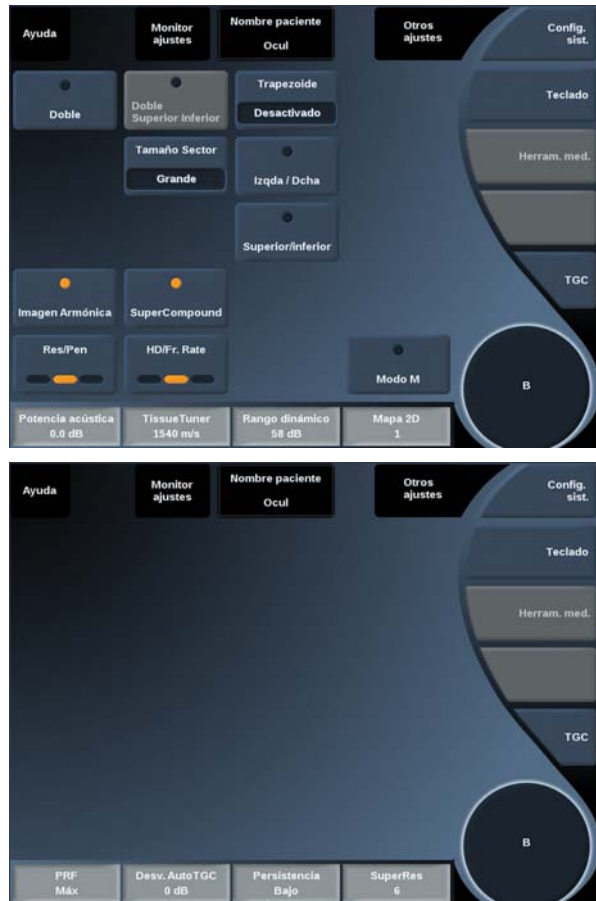 Ayuda
Monitor
ajustes
Nombre paciente
Ocul
Otros
ajustes
Config.
sist.
Doble
Doble
Superior Inferior
Trapezoide
Desactivado
Teclado
Tamaño Sector
Grande
Izqda / Dcha
Herram. med.
Superior/inferior
TGC
Imagen Armónica
SuperCompound
Res/Pen
HD/Fr. Rate
Modo M
B
Potencia acústica
0.0 dB
TissueTuner
1540 m/s
Rango dinámico
58 dB
Mapa 2D
1
Ayuda
Monitor
ajustes
Nombre paciente
Ocul
Otros
ajustes
Config.
sist.
Teclado
Herram. med.
TGC
B
PRF
Máx
Desv. AutoTGC
0 dB
Persistencia
Bajo
SuperRes
6